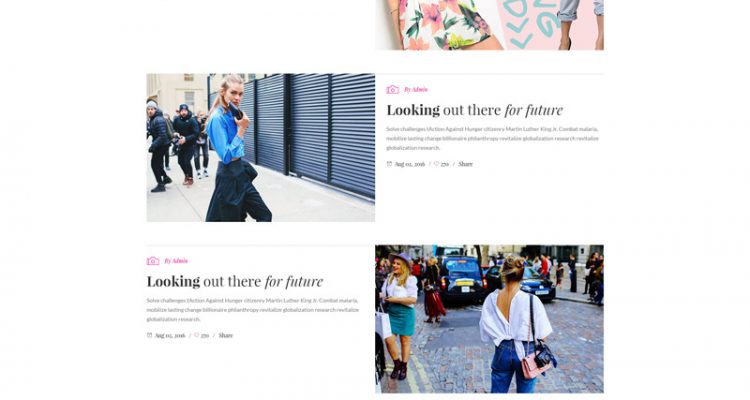 By Admin
Looking out there for future
Solve challenges !Action Against Hunger citizenry Martin Luther King Jr. Combat malaria,
mobilize lasting change billionaire philanthropy revitalize globalization research revitalize
globalization research.
Aug 02, 2016 / 270 / Share
By Admin
Looking out there for future
Solve challenges !Action Against Hunger citizenry Martin Luther King Jr. Combat malaria,
mobilize lasting change billionaire philanthropy revitalize globalization research revitalize
globalization research.
Aug 02, 2016 / 270 / Share